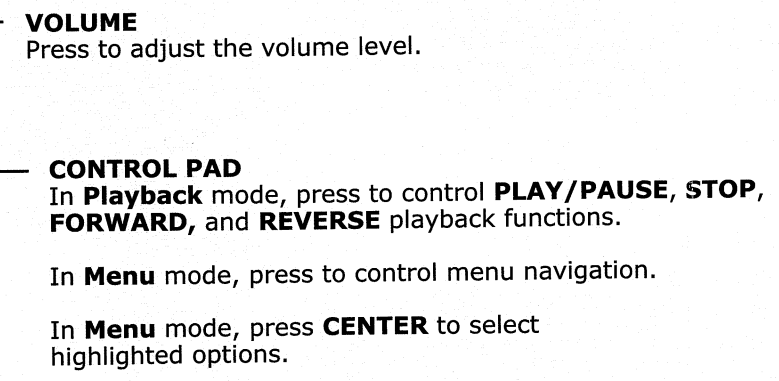 VOLUME
Press to adjust the volume level.
CONTROL PAD
In Playback mode, press to control PLAY/PAUSE, STOP,
FORWARD, and REVERSE playback functions.
In Menu mode, press to control menu navigation.
In Menu mode, press CENTER to select
highlighted options.